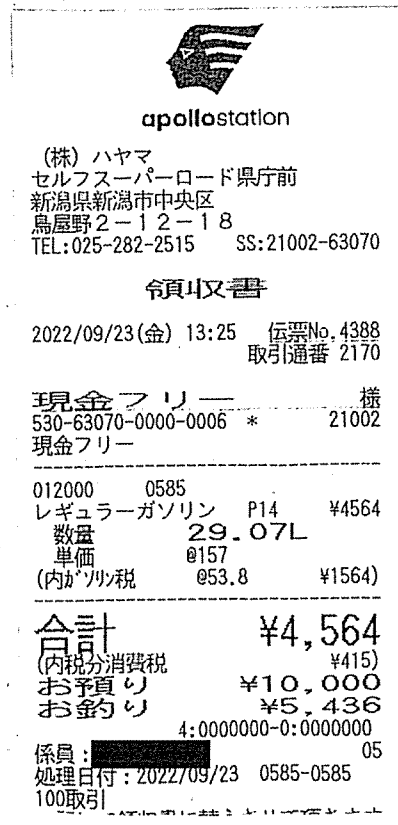 apollostation
(株) ハヤマ
セルフスーパーロード県庁前
新潟県新潟市中央区
鳥屋野2-12-18
TEL:025-282-2515 SS:21002-63070
領収書
2022/09/23(金) 13:25 伝票No.4388
取引通番 2170
現金フリー 様
530-63070-0000-0006 * 21002
現金フリー
012000 0585
レギュラーガソリン P14 ¥4564
数量 29.07L
単価 @157
(内ガソリン税 @53.8 ¥1564)
合計 ¥4,564
(内税分消費税 ¥415)
お預り ¥10,000
お釣り ¥5,436
4:0000000-0:0000000
係員: 05
処理日付:2022/09/23 0585-0585
100取引